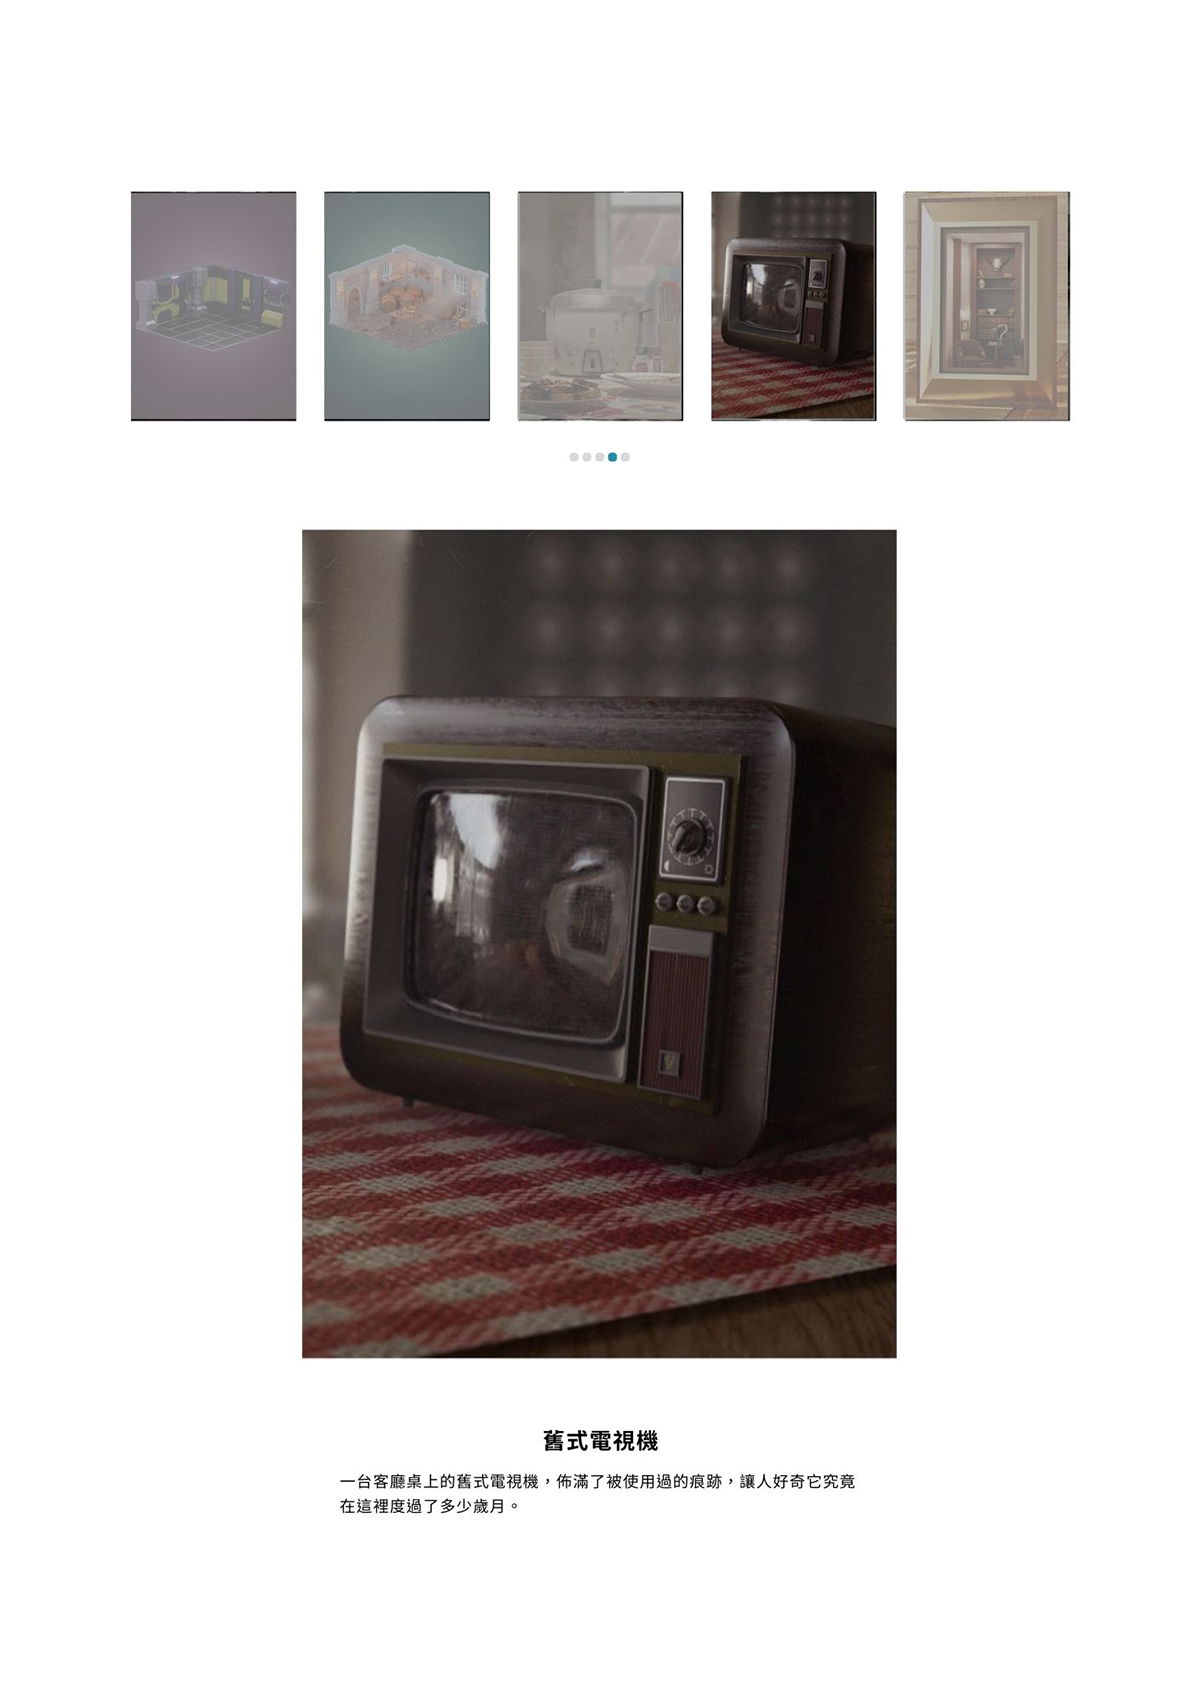 舊式電視機
一台客廳桌上的舊式電視機，佈滿了被使用過的痕跡，讓人好奇它究竟
在這裡度過了多少歲月。